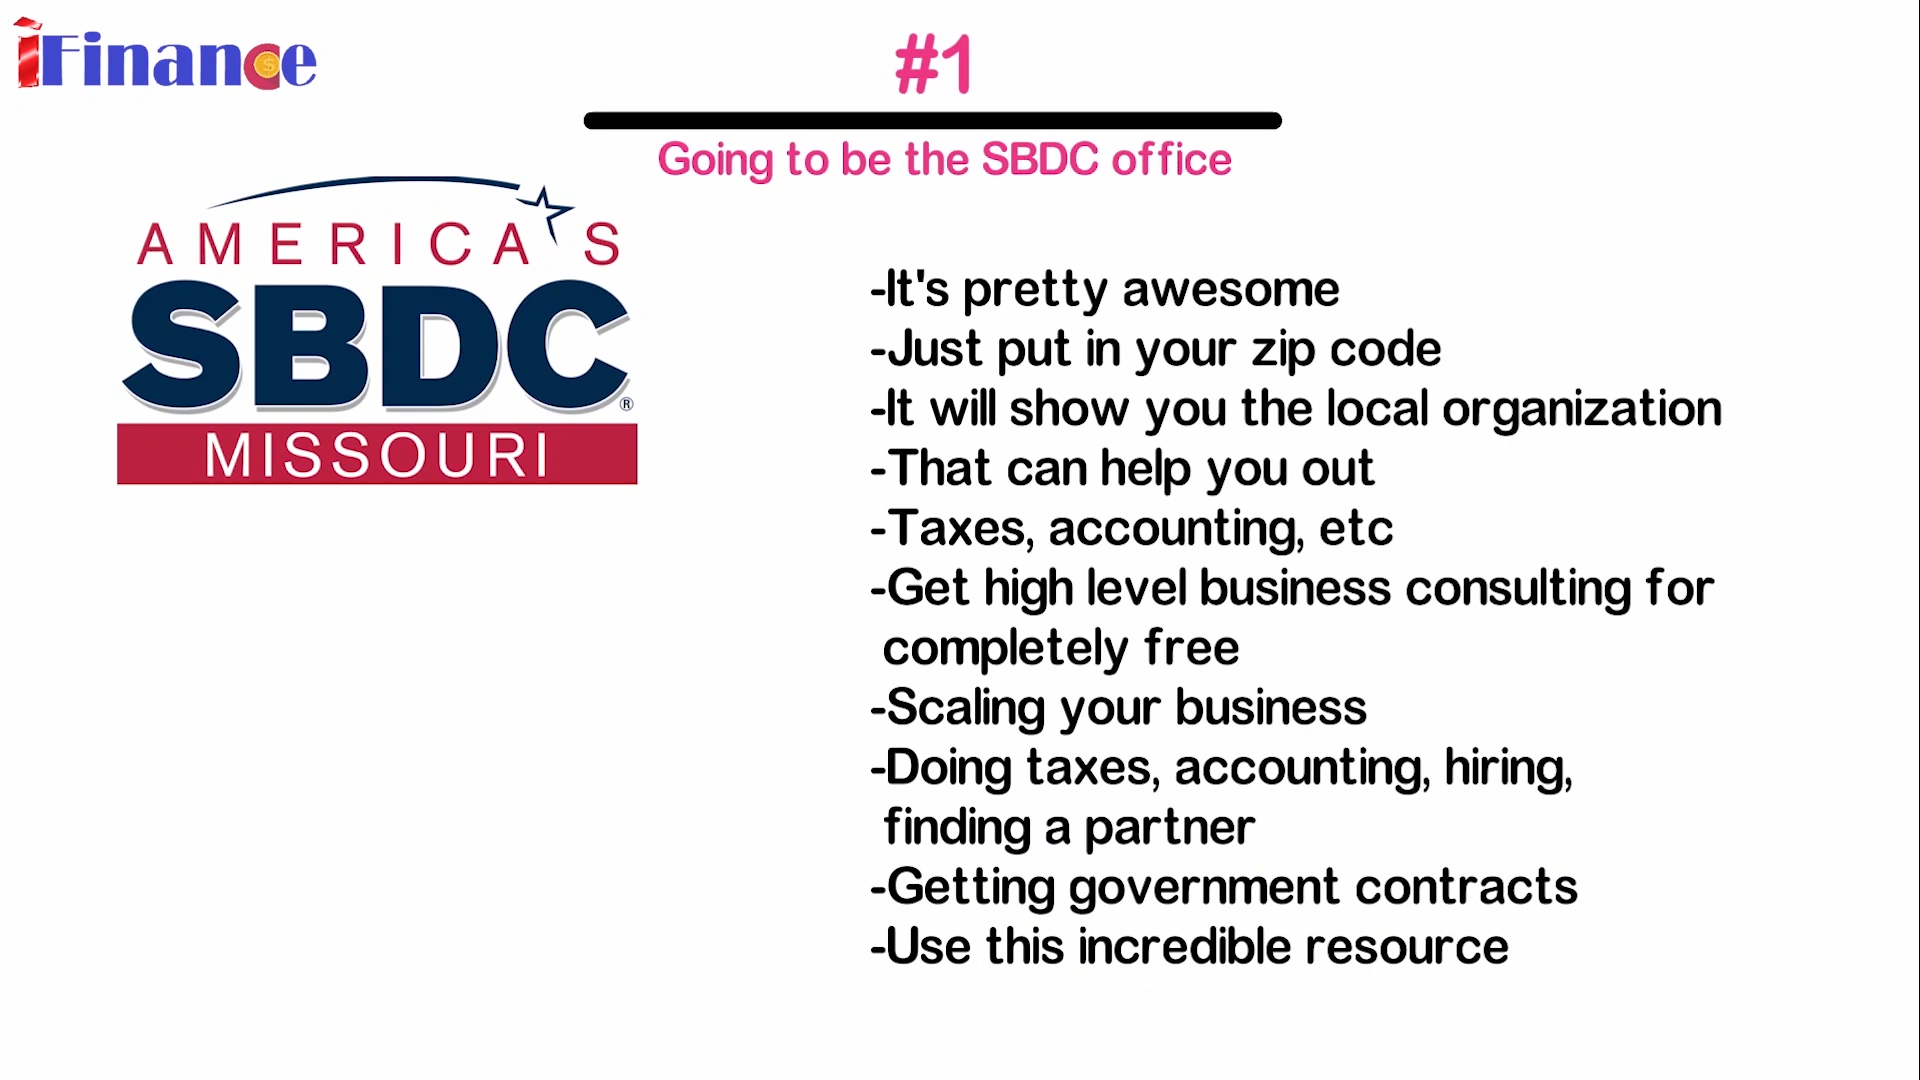 iFinance
#1
Going to be the SBDC office
AMERICA'S
SBDC®
MISSOURI
-It's pretty awesome
-Just put in your zip code
-It will show you the local organization
-That can help you out
-Taxes, accounting, etc
-Get high level business consulting for
completely free
-Scaling your business
-Doing taxes, accounting, hiring,
finding a partner
-Getting government contracts
-Use this incredible resource